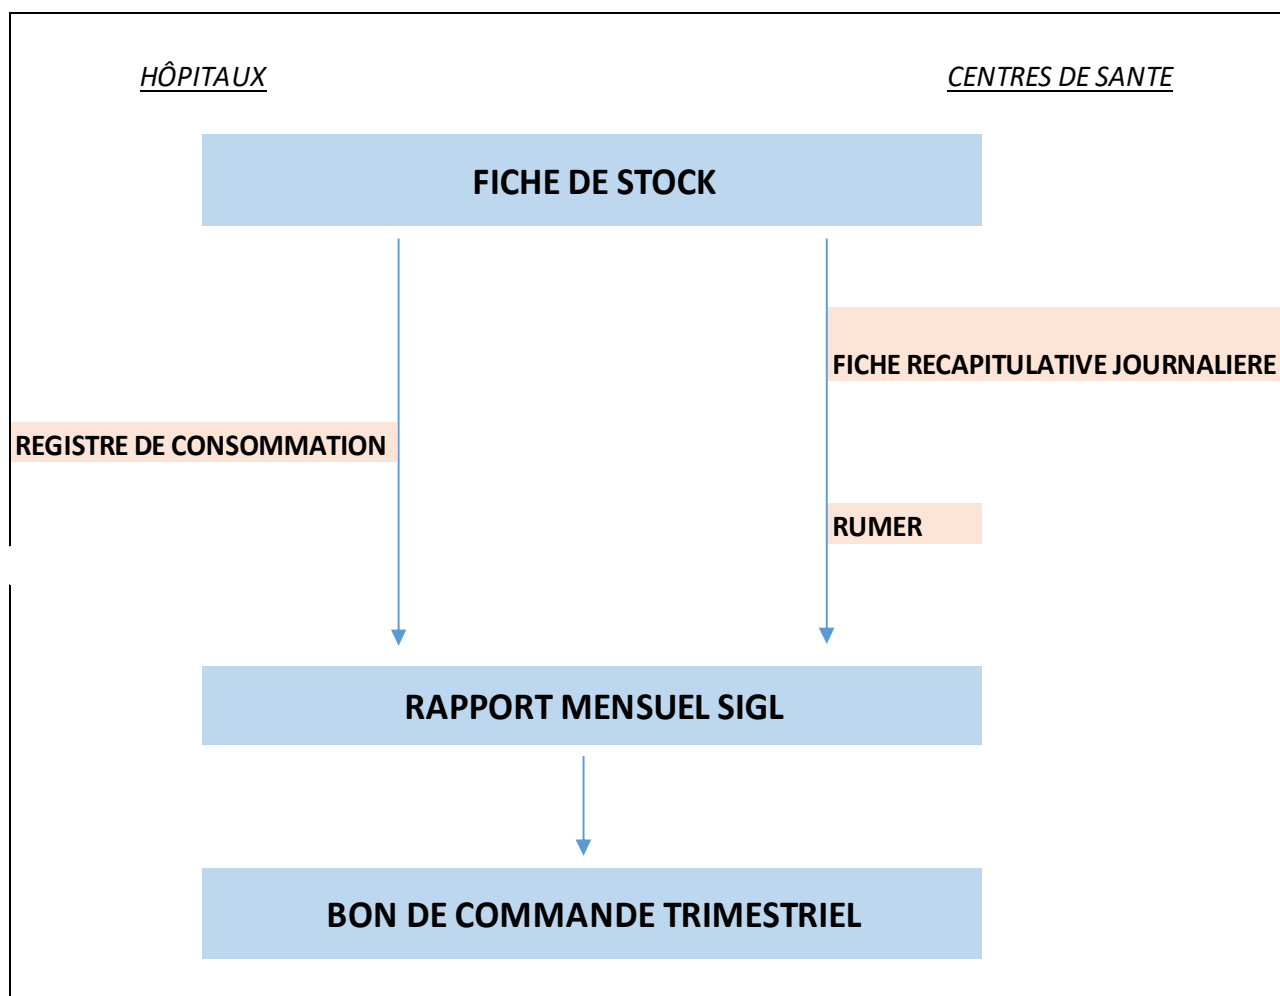 HÔPITAUX
CENTRES DE SANTE
FICHE DE STOCK
FICHE RECAPITULATIVE JOURNALIERE
REGISTRE DE CONSOMMATION
RUMER
RAPPORT MENSUEL SIGL
BON DE COMMANDE TRIMESTRIEL